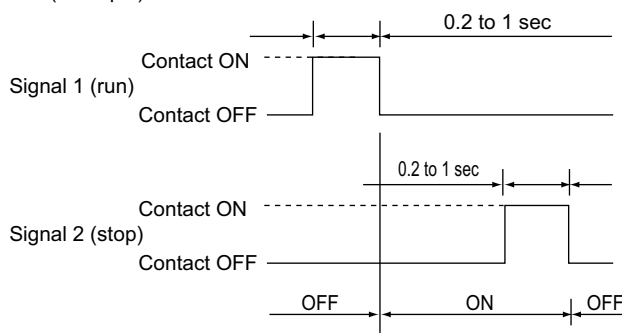 0.2 to 1 sec
Contact ON
Signal 1 (run)
Contact OFF
0.2 to 1 sec
Contact ON
Signal 2 (stop)
Contact OFF
OFF
ON
OFF